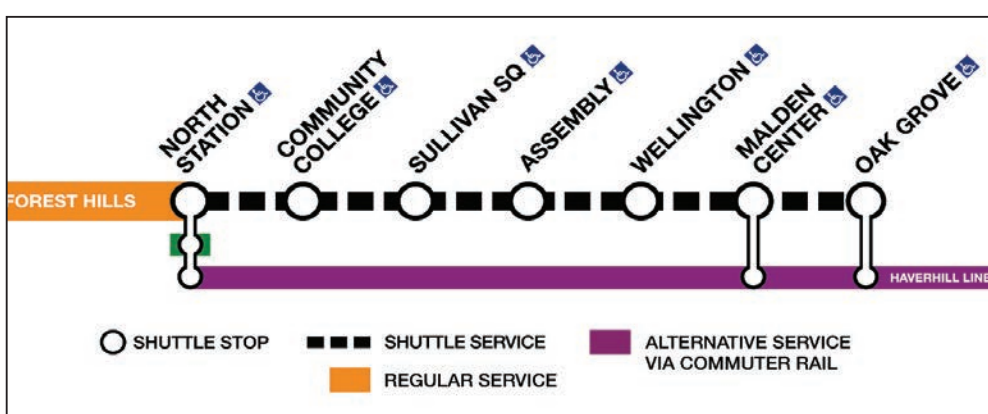 NORTH
STATION
COMMUNITY
COLLEGE
SULLIVAN SQ
ASSEMBLY
WELLINGTON
MALDEN
CENTER
OAK GROVE
FOREST HILLS
HAVERHILL LINE
SHUTTLE STOP
SHUTTLE SERVICE
REGULAR SERVICE
ALTERNATIVE SERVICE
VIA COMMUTER RAIL